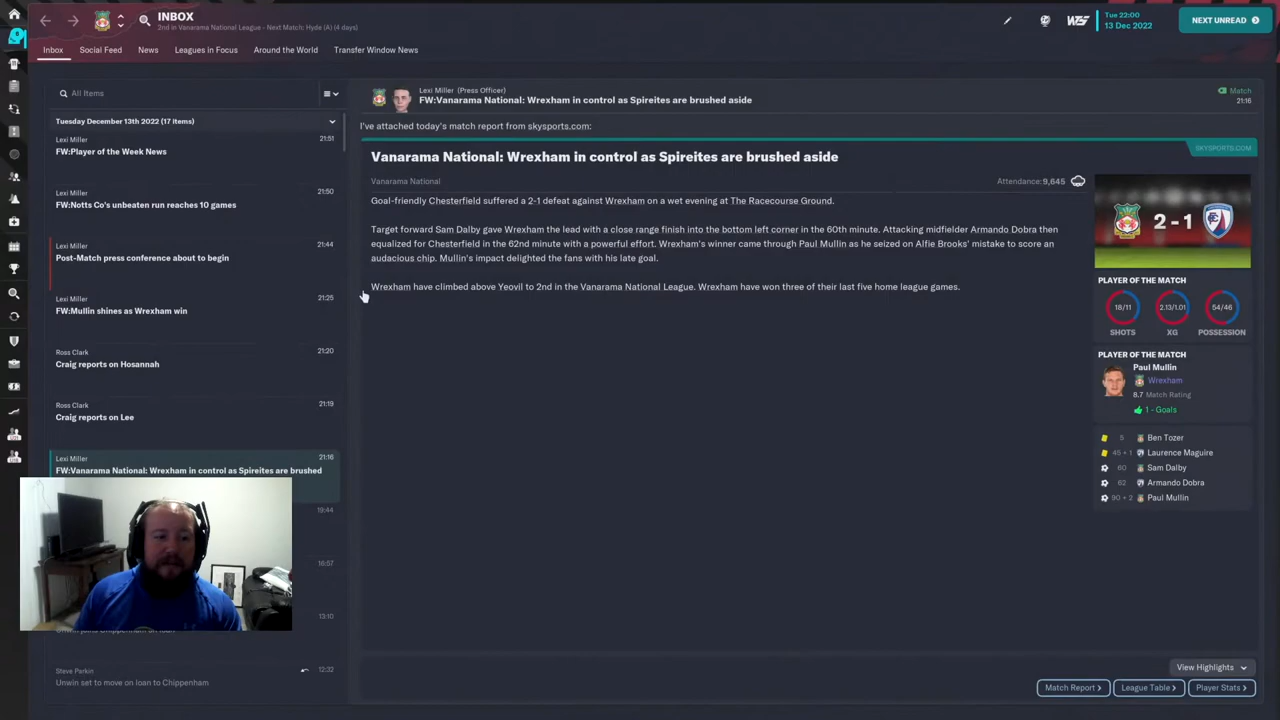 INBOX
2nd in Vanarama National League - Next Match: Hyde (A) (4 days)
Tue 22:00
13 Dec 2022
NEXT UNREAD
Inbox
Social Feed
News
Leagues in Focus
Around the World
Transfer Window News
All Items
Tuesday December 13th 2022 (17 items)
Lexi Miller
21:51
FW:Player of the Week News
Lexi Miller
21:50
FW:Notts Co's unbeaten run reaches 10 games
Lexi Miller
21:44
Post-Match press conference about to begin
Lexi Miller
21:25
FW:Mullin shines as Wrexham win
Ross Clark
21:20
Craig reports on Hosannah
Ross Clark
21:19
Craig reports on Lee
Lexi Miller
21:16
FW:Vanarama National: Wrexham in control as Spireites are brushed
19:44
16:57
13:10
Steve Parkin
12:32
Unwin set to move on loan to Chippenham
Lexi Miller (Press Officer)
FW:Vanarama National: Wrexham in control as Spireites are brushed aside
Match
21:16
I've attached today's match report from skysports.com:
SKYSPORTS.COM
Vanarama National: Wrexham in control as Spireites are brushed aside
Vanarama National
Attendance: 9,645
Goal-friendly Chesterfield suffered a 2-1 defeat against Wrexham on a wet evening at The Racecourse Ground.
Target forward Sam Dalby gave Wrexham the lead with a close range finish into the bottom left corner in the 60th minute. Attacking midfielder Armando Dobra then
equalized for Chesterfield in the 62nd minute with a powerful effort. Wrexham's winner came through Paul Mullin as he seized on Alfie Brooks' mistake to score an
audacious chip. Mullin's impact delighted the fans with his late goal.
Wrexham have climbed above Yeovil to 2nd in the Vanarama National League. Wrexham have won three of their last five home league games.
2 - 1
PLAYER OF THE MATCH
18/11
2.13/1.01
54/46
SHOTS
XG
POSSESSION
PLAYER OF THE MATCH
Paul Mullin
Wrexham
8.7 Match Rating
1 - Goals
5 Ben Tozer
45 + 1 Laurence Maguire
60 Sam Dalby
62 Armando Dobra
90 + 2 Paul Mullin
View Highlights
Match Report
League Table
Player Stats